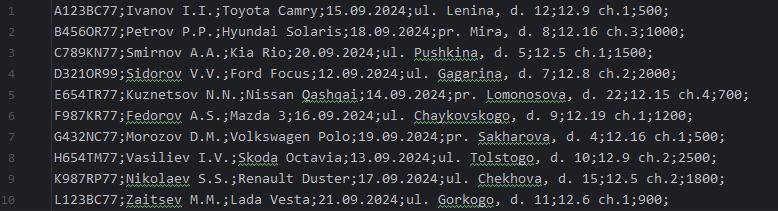 1 A123BC77;Ivanov I.I.;Toyota Camry;15.09.2024;ul. Lenina, d. 12;12.9 ch.1;500;
2 B456OR77;Petrov P.P.;Hyundai Solaris;18.09.2024;pr. Mira, d. 8;12.16 ch.3;1000;
3 C789KN77;Smirnov A.A.;Kia Rio;20.09.2024;ul. Pushkina, d. 5;12.5 ch.1;1500;
4 D321OR99;Sidorov V.V.;Ford Focus;12.09.2024;ul. Gagarina, d. 7;12.8 ch.2;2000;
5 E654TR77;Kuznetsov N.N.;Nissan Qashqai;14.09.2024;pr. Lomonosova, d. 22;12.15 ch.4;700;
6 F987KR77;Fedorov A.S.;Mazda 3;16.09.2024;ul. Chaykovskogo, d. 9;12.19 ch.1;1200;
7 G432NC77;Morozov D.M.;Volkswagen Polo;19.09.2024;pr. Sakharova, d. 4;12.16 ch.1;500;
8 H654TM77;Vasiliev I.V.;Skoda Octavia;13.09.2024;ul. Tolstogo, d. 10;12.9 ch.2;2500;
9 K987RP77;Nikolaev S.S.;Renault Duster;17.09.2024;ul. Chekhova, d. 15;12.5 ch.2;1800;
10 L123BC77;Zaitsev M.M.;Lada Vesta;21.09.2024;ul. Gorkogo, d. 11;12.6 ch.1;900;